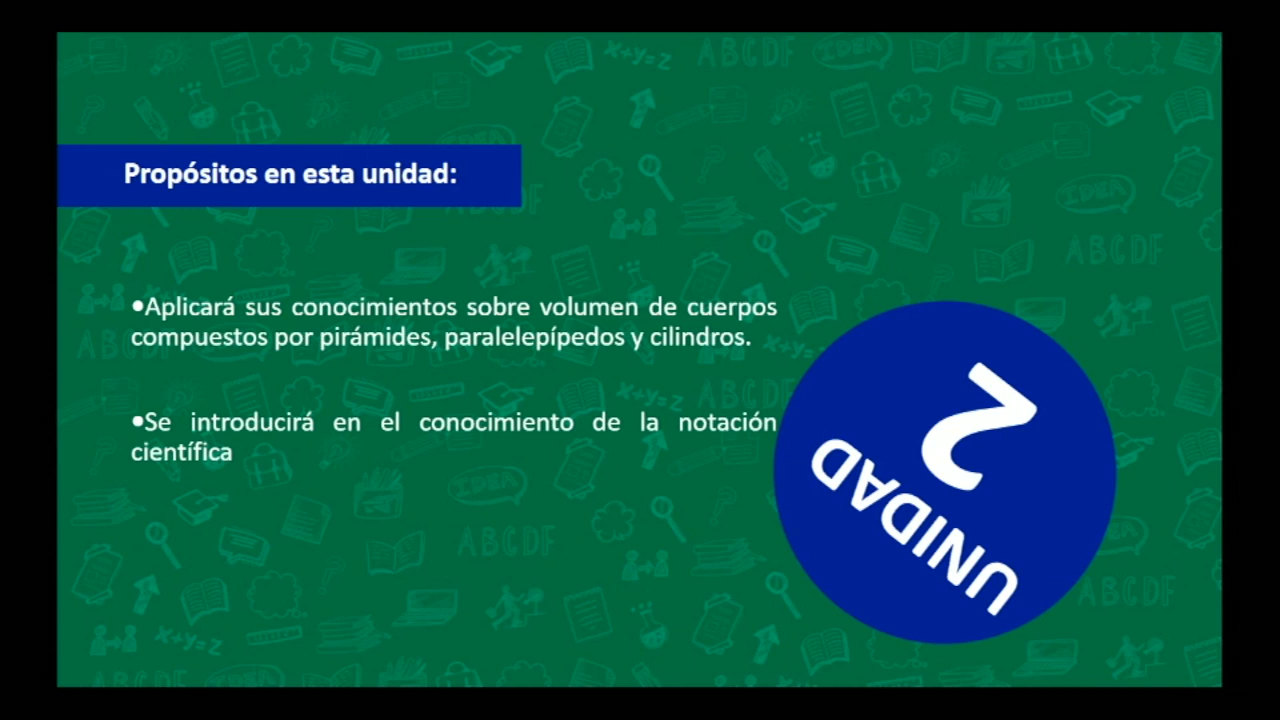 Propósitos en esta unidad:
•Aplicará sus conocimientos sobre volumen de cuerpos
compuestos por pirámides, paralelepípedos y cilindros.
•Se introducirá en el conocimiento de la notación
científica
UNIDAD
2